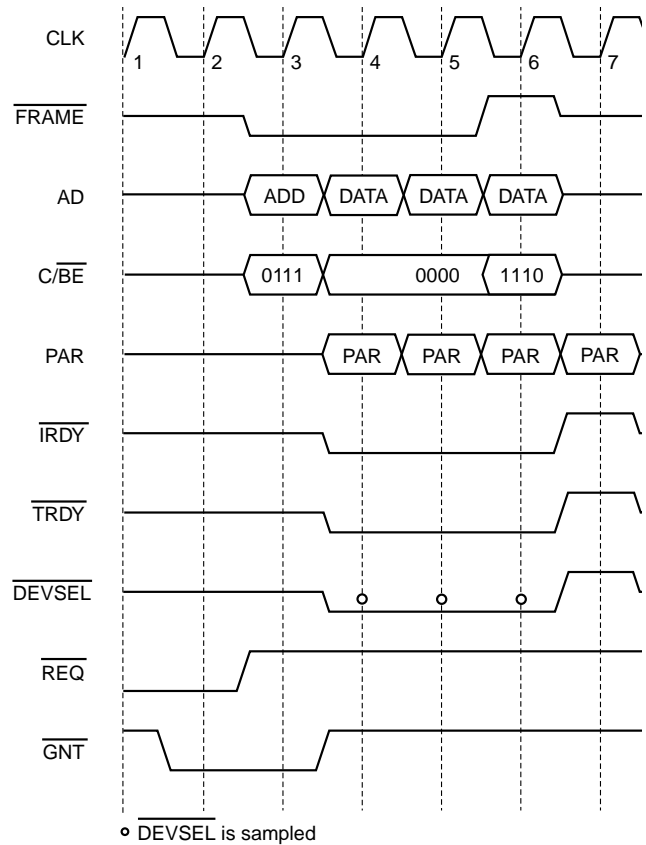 CLK
1 2 3 4 5 6 7
FRAME
AD
ADD DATA DATA DATA
C/BE
0111 0000 1110
PAR
PAR PAR PAR PAR
IRDY
TRDY
DEVSEL
REQ
GNT
DEVSEL is sampled